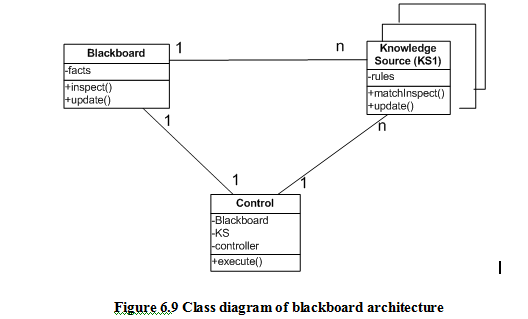 Blackboard
-facts
+inspect()
+update()
1
n
Knowledge
Source (KS1)
-rules
+matchInspect()
+update()
1
n
1
1
Control
-Blackboard
-KS
-controller
+execute()
Figure 6.9 Class diagram of blackboard architecture